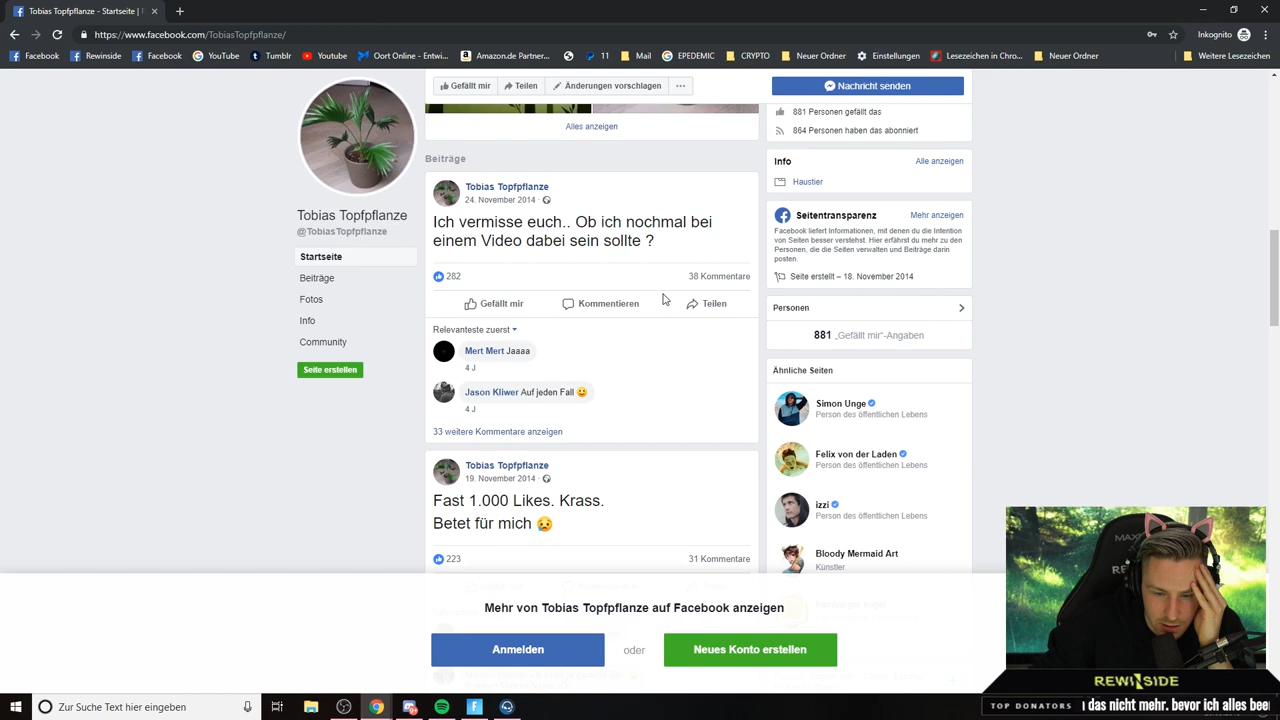 Tobias Topfpflanze - Startseite | F
https://www.facebook.com/TobiasTopfpflanze/
Inkognito
Facebook
Rewinside
Facebook
YouTube
Tumblr
Youtube
Oort Online - Entwi...
Amazon.de Prime ...
11
Mail
EPEDEMIC
CRYPTO
Neuer Ordner
Einstellungen
Lesezeichen in Chro...
Neuer Ordner
Weitere Lesezeichen
Gefällt mir
Teilen
Änderungen vorschlagen
Nachricht senden
Alles anzeigen
881 Personen gefällt das
864 Personen haben das abonniert
Tobias Topfpflanze
@TobiasTopfpflanze
Startseite
Beiträge
Fotos
Info
Community
Seite erstellen
Beiträge
Tobias Topfpflanze
24. November 2014 ·
Ich vermisse euch.. Ob ich nochmal bei
einem Video dabei sein sollte ?
282
38 Kommentare
Gefällt mir
Kommentieren
Teilen
Relevanteste zuerst
Mert Mert Jaaaa
4 J
Jason Kliwer Auf jeden Fall
4 J
33 weitere Kommentare anzeigen
Tobias Topfpflanze
19. November 2014 ·
Fast 1.000 Likes. Krass.
Betet für mich
223
31 Kommentare
Info
Alle anzeigen
Haustier
Seitentransparenz
Mehr anzeigen
Facebook liefert Informationen, mit denen du die Intention
von Seiten besser verstehst. Hier erfährst du mehr zu den
Personen, die die Seiten verwalten und Beiträge darin
posten.
Seite erstellt – 18. November 2014
Personen
881 „Gefällt mir“-Angaben
Ähnliche Seiten
Simon Unge
Person des öffentlichen Lebens
Felix von der Laden
Person des öffentlichen Lebens
izzi
Person des öffentlichen Lebens
Bloody Mermaid Art
Künstler
Mehr von Tobias Topfpflanze auf Facebook anzeigen
Anmelden
oder
Neues Konto erstellen
REWINSIDE
TOP DONATORS
das nicht mehr. bevor ich alles
Zur Suche Text hier eingeben